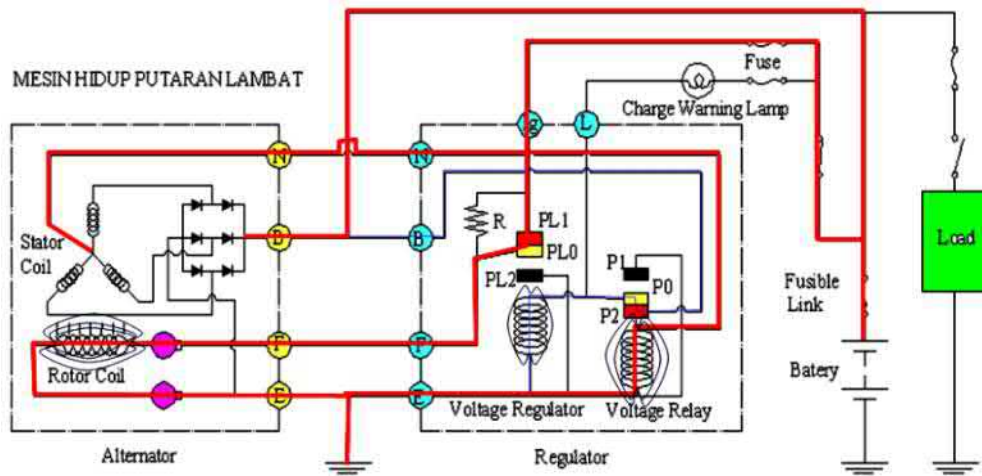 MESIN HIDUP PUTARAN LAMBAT
Fuse
Charge Warning Lamp
Ig
L
N
N
R
PL1
PL0
PL2
B
B
P1
P0
P2
Stator
Coil
Load
Fusible
Link
F
F
Rotor Coil
E
E
Batery
Voltage Regulator
Voltage Relay
Alternator
Regulator